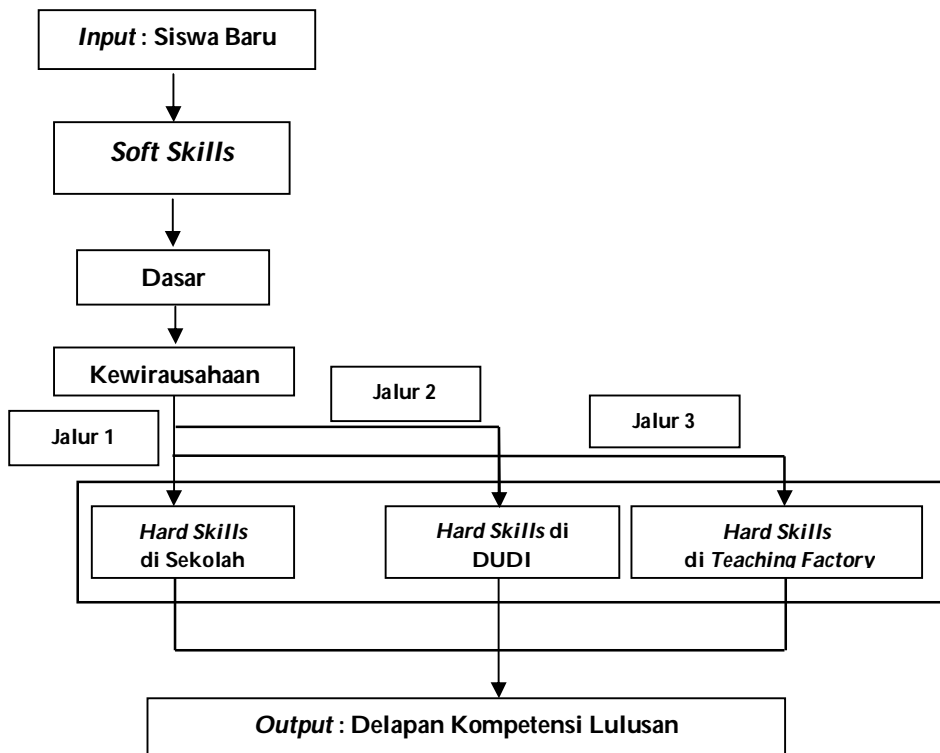 Input : Siswa Baru
Soft Skills
Dasar
Kewirausahaan
Jalur 2
Jalur 1
Jalur 3
Hard Skills
di Sekolah
Hard Skills di
DUDI
Hard Skills
di Teaching Factory
Output : Delapan Kompetensi Lulusan